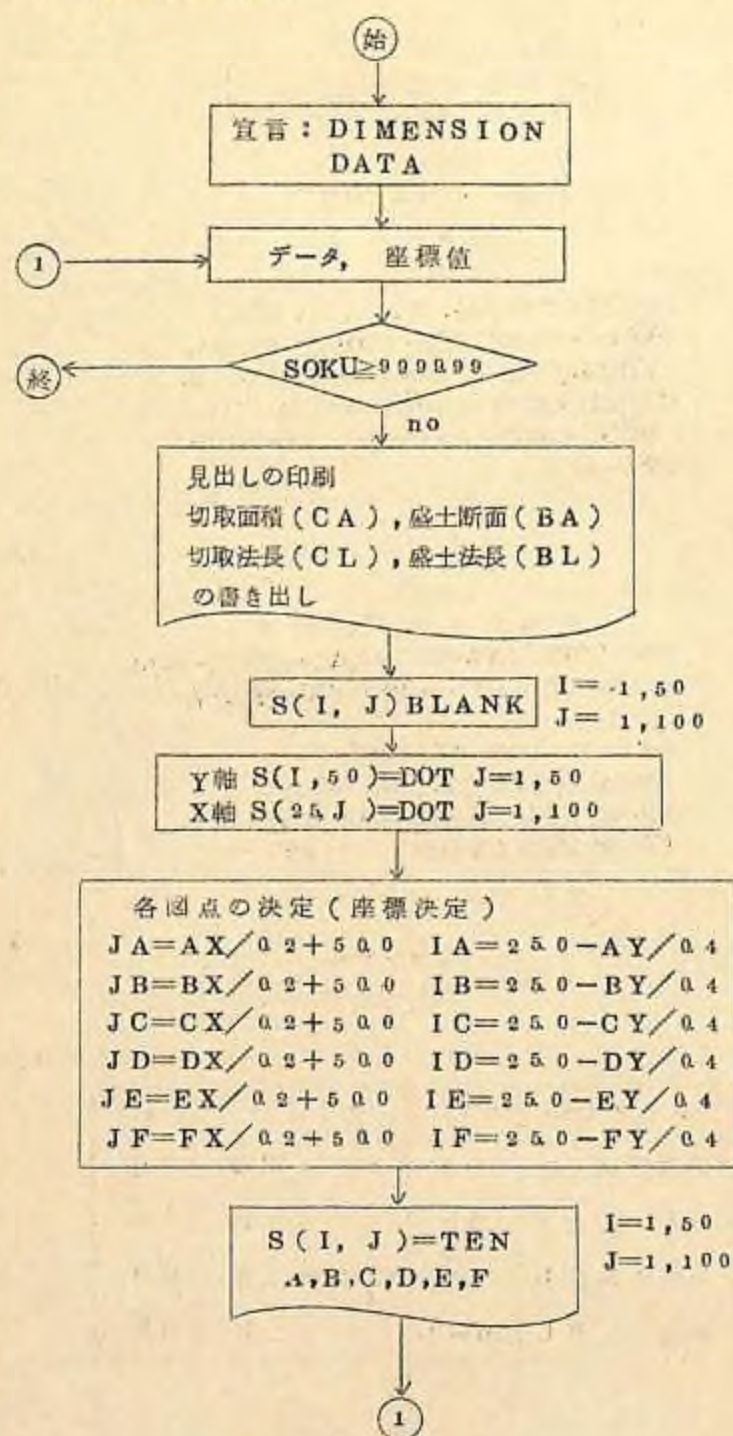 始
宣言：DIMENSION
DATA
①
データ，座標値
終
SOKU≧9999.99
no
見出しの印刷
切取面積（CA），盛土断面（BA）
切取法長（CL），盛土法長（BL）
の書き出し
S(I, J)BLANK
I=1,50
J=1,100
Y軸 S(I,50)=DOT J=1,50
X軸 S(25,J)=DOT J=1,100
各図点の決定（座標決定）
JA=AX/0.2+50.0 IA=25.0-AY/0.4
JB=BX/0.2+50.0 IB=25.0-BY/0.4
JC=CX/0.2+50.0 IC=25.0-CY/0.4
JD=DX/0.2+50.0 ID=25.0-DY/0.4
JE=EX/0.2+50.0 IE=25.0-EY/0.4
JF=FX/0.2+50.0 IF=25.0-FY/0.4
S(I, J)=TEN
A,B,C,D,E,F
I=1,50
J=1,100
①